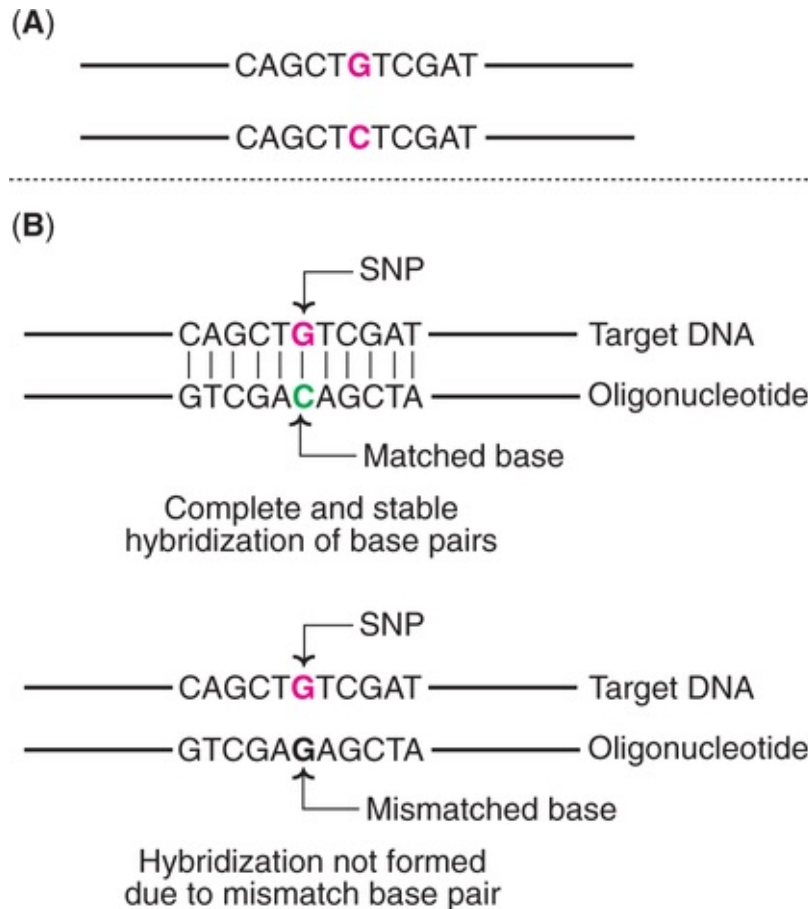 (A)
CAGCTGTCGAT
CAGCTCTCGAT
(B)
SNP
CAGCTGTCGAT Target DNA
GTCGACAGCTA Oligonucleotide
Matched base
Complete and stable
hybridization of base pairs
SNP
CAGCTGTCGAT Target DNA
GTCGAGAGCTA Oligonucleotide
Mismatched base
Hybridization not formed
due to mismatch base pair